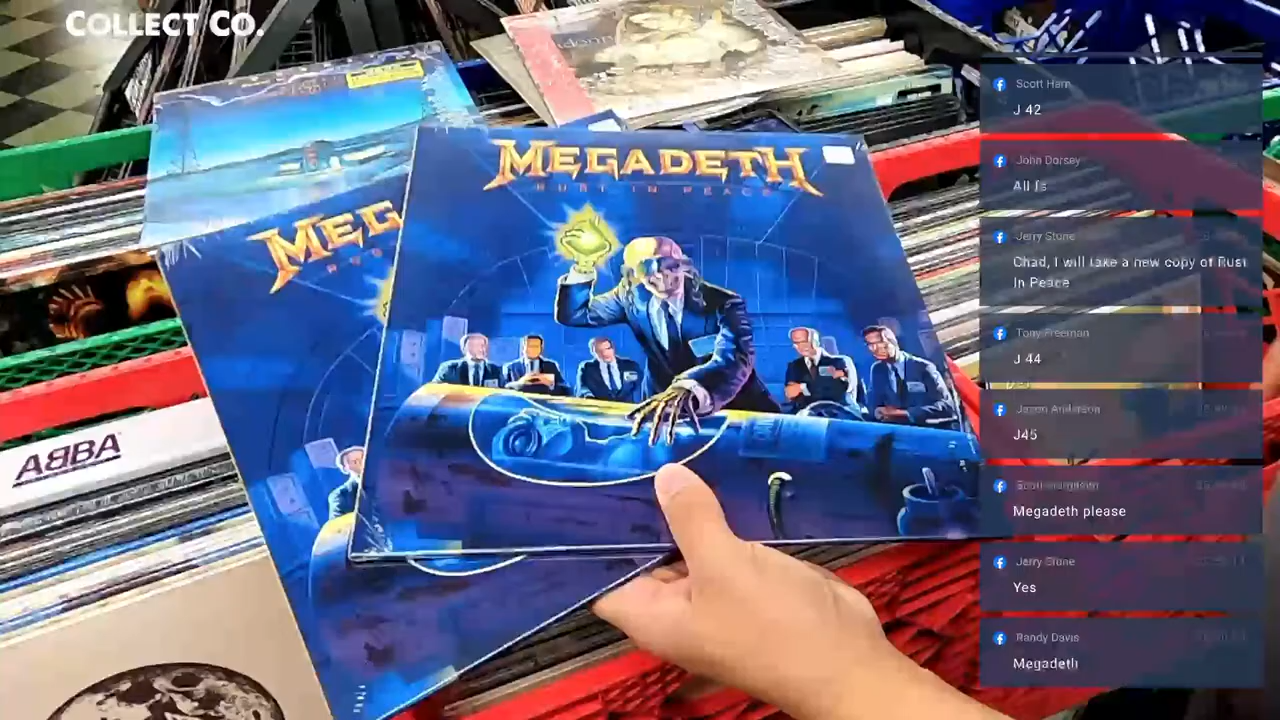 COLLECT CO.
MEGADETH
RUST IN PEACE
MEG
ABBA
Scott Ham
J 42
John Dorsey
All Is
Jerry Stone
Chad, I will take a new copy of Rust
In Peace
Tony Freeman
J 44
Jason Anderson
J45
Megadeth please
Jerry Stone
Yes
Randy Davis
Megadeth